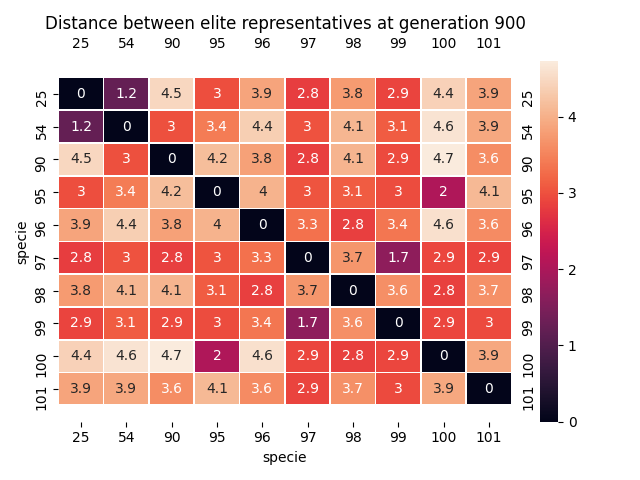 Distance between elite representatives at generation 900
25 54 90 95 96 97 98 99 100 101
25 0 1.2 4.5 3 3.9 2.8 3.8 2.9 4.4 3.9 25
54 1.2 0 3 3.4 4.4 3 4.1 3.1 4.6 3.9 54
90 4.5 3 0 4.2 3.8 2.8 4.1 2.9 4.7 3.6 90
95 3 3.4 4.2 0 4 3 3.1 3 2 4.1 95
96 3.9 4.4 3.8 4 0 3.3 2.8 3.4 4.6 3.6 96
97 2.8 3 2.8 3 3.3 0 3.7 1.7 2.9 2.9 97
98 3.8 4.1 4.1 3.1 2.8 3.7 0 3.6 2.8 3.7 98
99 2.9 3.1 2.9 3 3.4 1.7 3.6 0 2.9 3 99
100 4.4 4.6 4.7 2 4.6 2.9 2.8 2.9 0 3.9 100
101 3.9 3.9 3.6 4.1 3.6 2.9 3.7 3 3.9 0 101
25 54 90 95 96 97 98 99 100 101
specie
specie
4
3
2
1
0